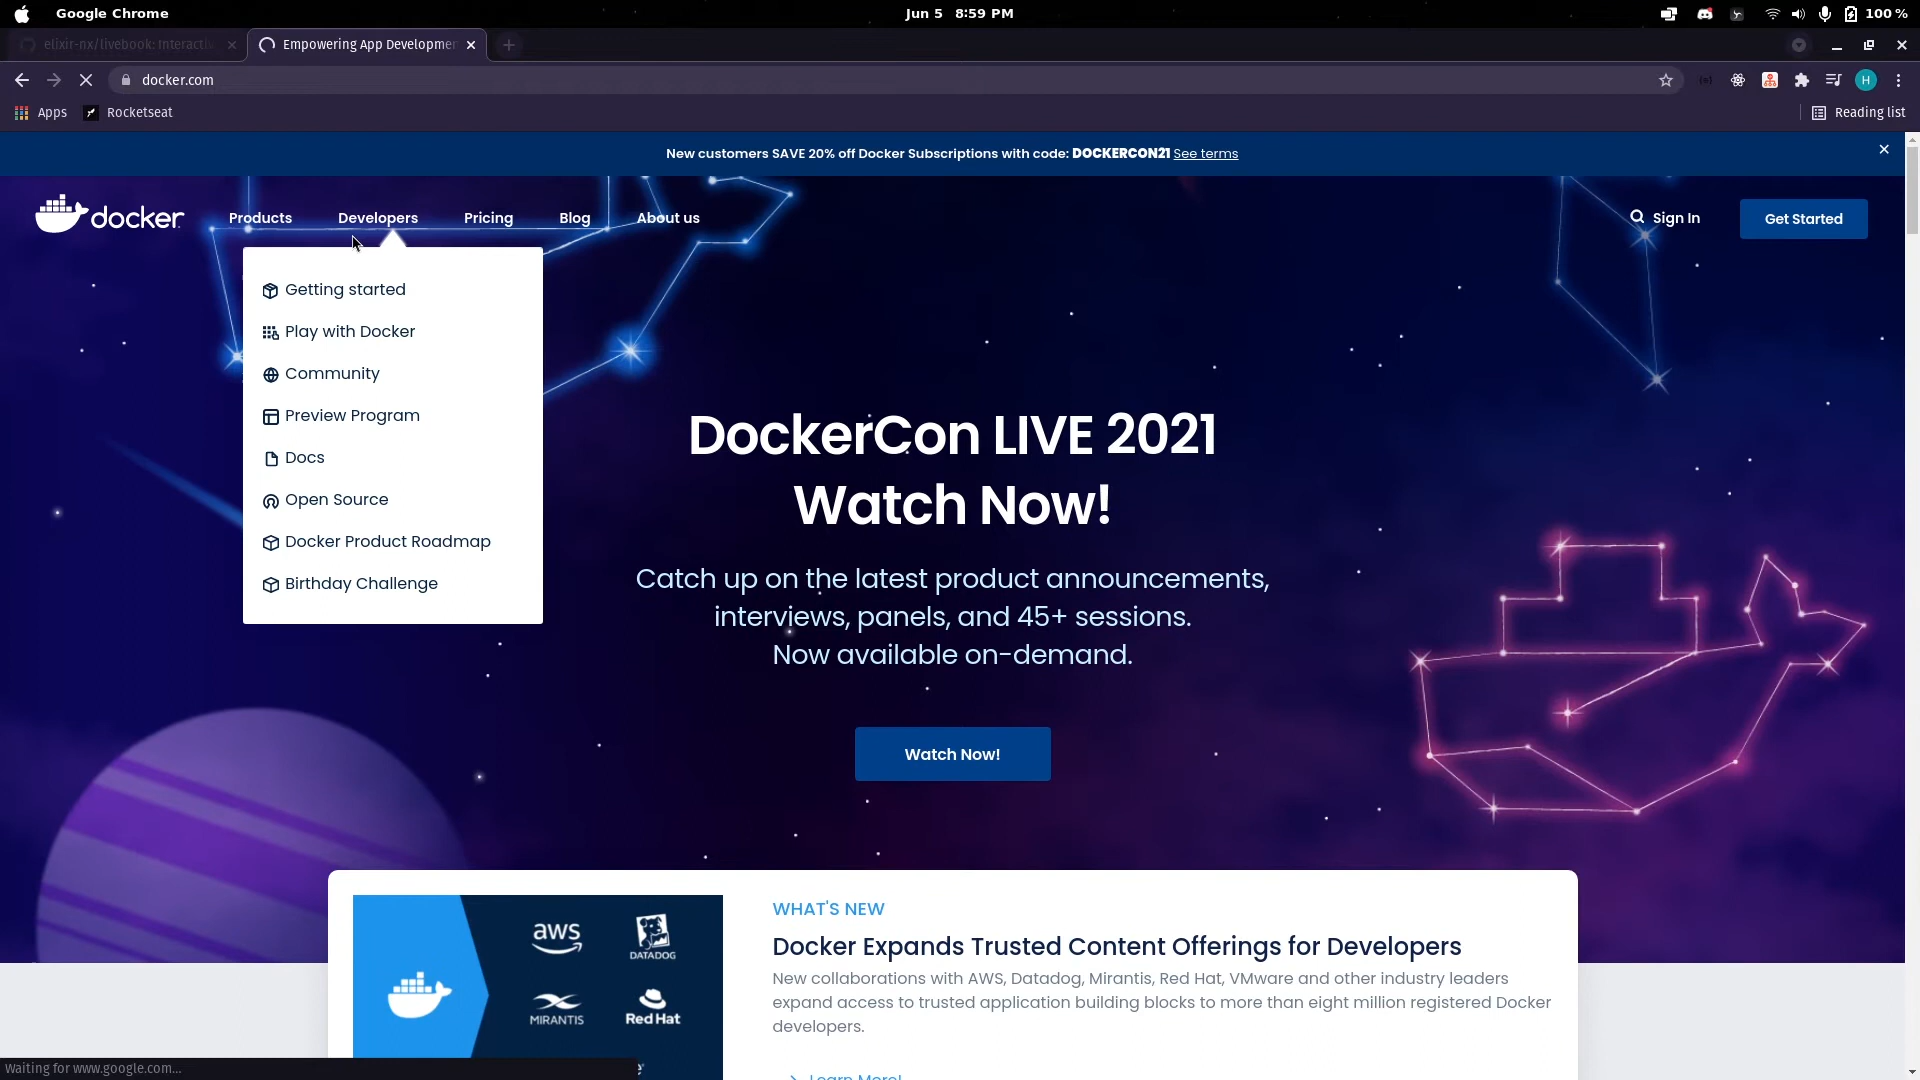 Google Chrome
Jun 5 8:59 PM
100 %
elixir-nx/livebook: Interacti
Empowering App Developmen
docker.com
H
Apps
Rocketseat
Reading list
New customers SAVE 20% off Docker Subscriptions with code: DOCKERCON21 See terms
docker
Products
Developers
Pricing
Blog
About us
Sign In
Get Started
Getting started
Play with Docker
Community
Preview Program
Docs
Open Source
Docker Product Roadmap
Birthday Challenge
DockerCon LIVE 2021
Watch Now!
Catch up on the latest product announcements,
interviews, panels, and 45+ sessions.
Now available on-demand.
Watch Now!
aws
DATADOG
MIRANTIS
Red Hat
WHAT'S NEW
Docker Expands Trusted Content Offerings for Developers
New collaborations with AWS, Datadog, Mirantis, Red Hat, VMware and other industry leaders
expand access to trusted application building blocks to more than eight million registered Docker
developers.
Learn More!
Waiting for www.google.com...